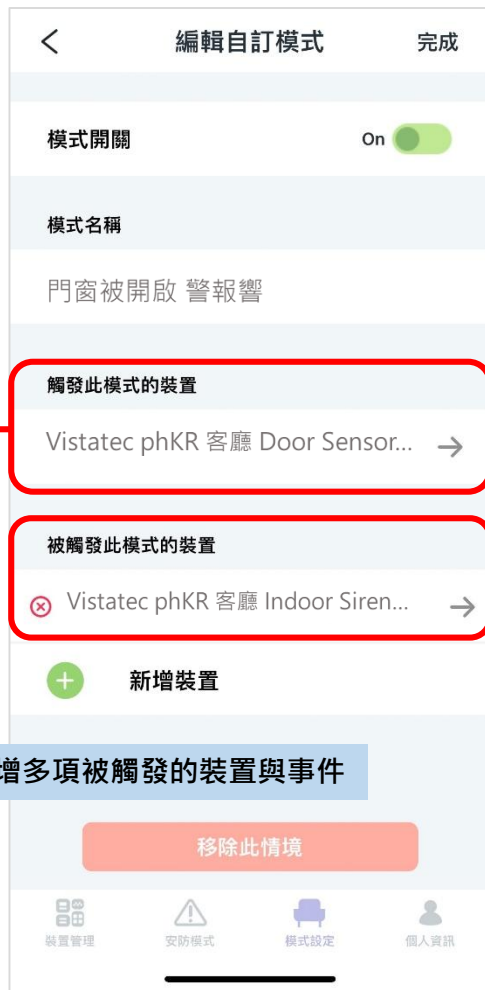 編輯自訂模式 完成
模式開關 On
模式名稱
門窗被開啟 警報響
觸發此模式的裝置
Vistatec phKR 客廳 Door Sensor...
被觸發此模式的裝置
Vistatec phKR 客廳 Indoor Siren...
新增裝置
增多項被觸發的裝置與事件
移除此情境
裝置管理 安防模式 模式設定 個人資訊